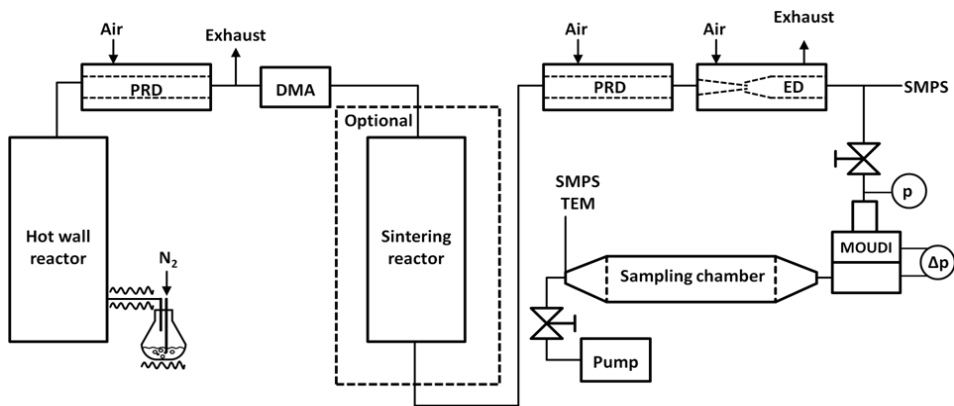 Air
Exhaust
PRD
DMA
Optional
Hot wall
reactor
N₂
Sintering
reactor
Air
Air
Exhaust
PRD
ED
SMPS
p
SMPS
TEM
MOUDI
Δp
Sampling chamber
Pump